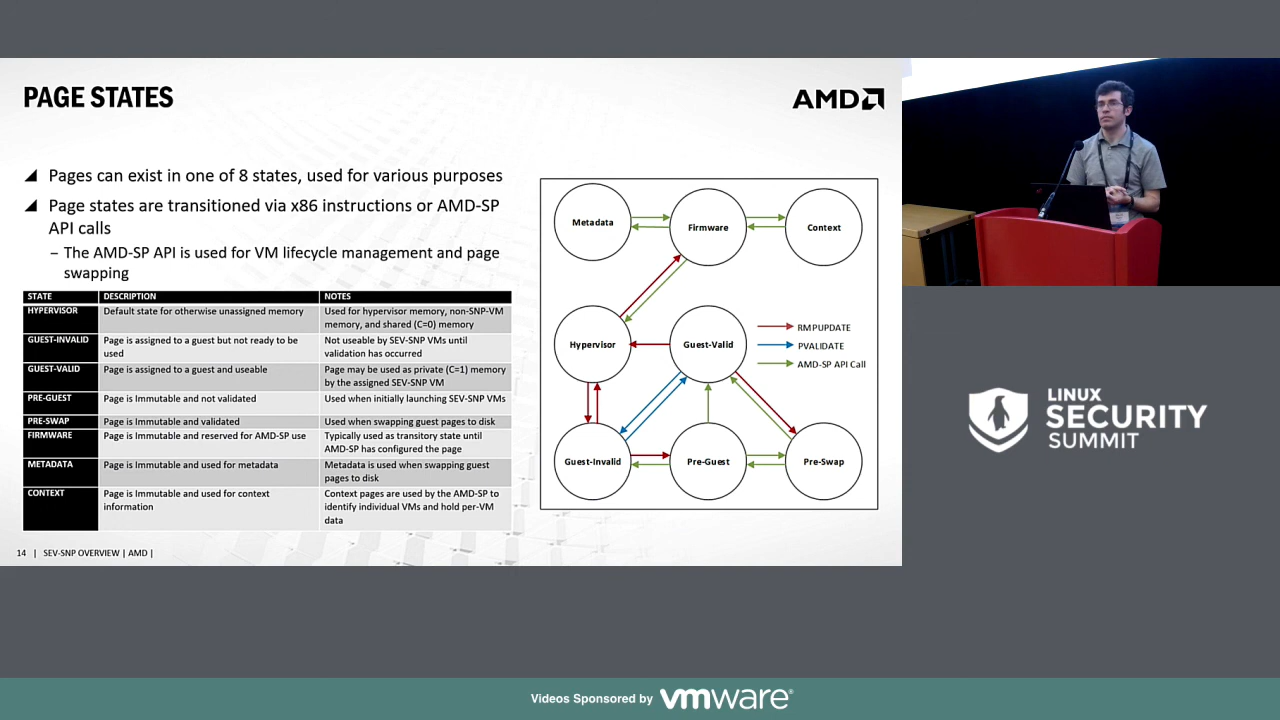 PAGE STATES
AMD
Pages can exist in one of 8 states, used for various purposes
Page states are transitioned via x86 instructions or AMD-SP
API calls
– The AMD-SP API is used for VM lifecycle management and page
swapping
STATE DESCRIPTION NOTES
HYPERVISOR Default state for otherwise unassigned memory Used for hypervisor memory, non-SNP-VM
memory, and shared (C=0) memory
GUEST-INVALID Page is assigned to a guest but not ready to be Not useable by SEV-SNP VMs until
used validation has occurred
GUEST-VALID Page is assigned to a guest and useable Page may be used as private (C=1) memory
by the assigned SEV-SNP VM
PRE-GUEST Page is Immutable and not validated Used when initially launching SEV-SNP VMs
PRE-SWAP Page is Immutable and validated Used when swapping guest pages to disk
FIRMWARE Page is Immutable and reserved for AMD-SP use Typically used as transitory state until
AMD-SP has configured the page
METADATA Page is Immutable and used for metadata Metadata is used when swapping guest
pages to disk
CONTEXT Page is Immutable and used for context Context pages are used by the AMD-SP to
information identify individual VMs and hold per-VM
data
Metadata Firmware Context
Hypervisor Guest-Valid
RMPUPDATE
PVALIDATE
AMD-SP API Call
Guest-Invalid Pre-Guest Pre-Swap
14 | SEV-SNP OVERVIEW | AMD |
LINUX
SECURITY
SUMMIT
Videos Sponsored by vmware®